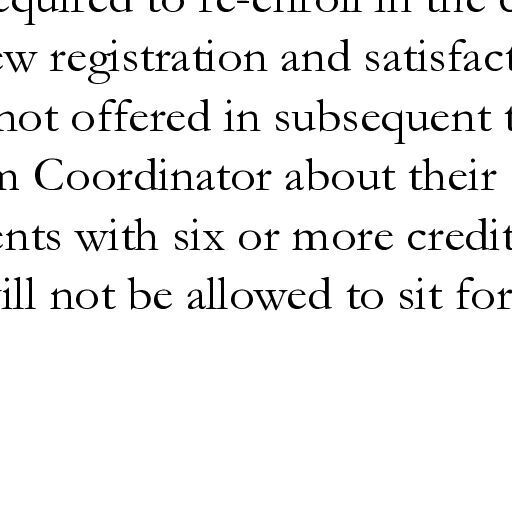 equired to re-enroll in the c
ew registration and satisfact
not offered in subsequent t
n Coordinator about their
ents with six or more credit
ill not be allowed to sit for